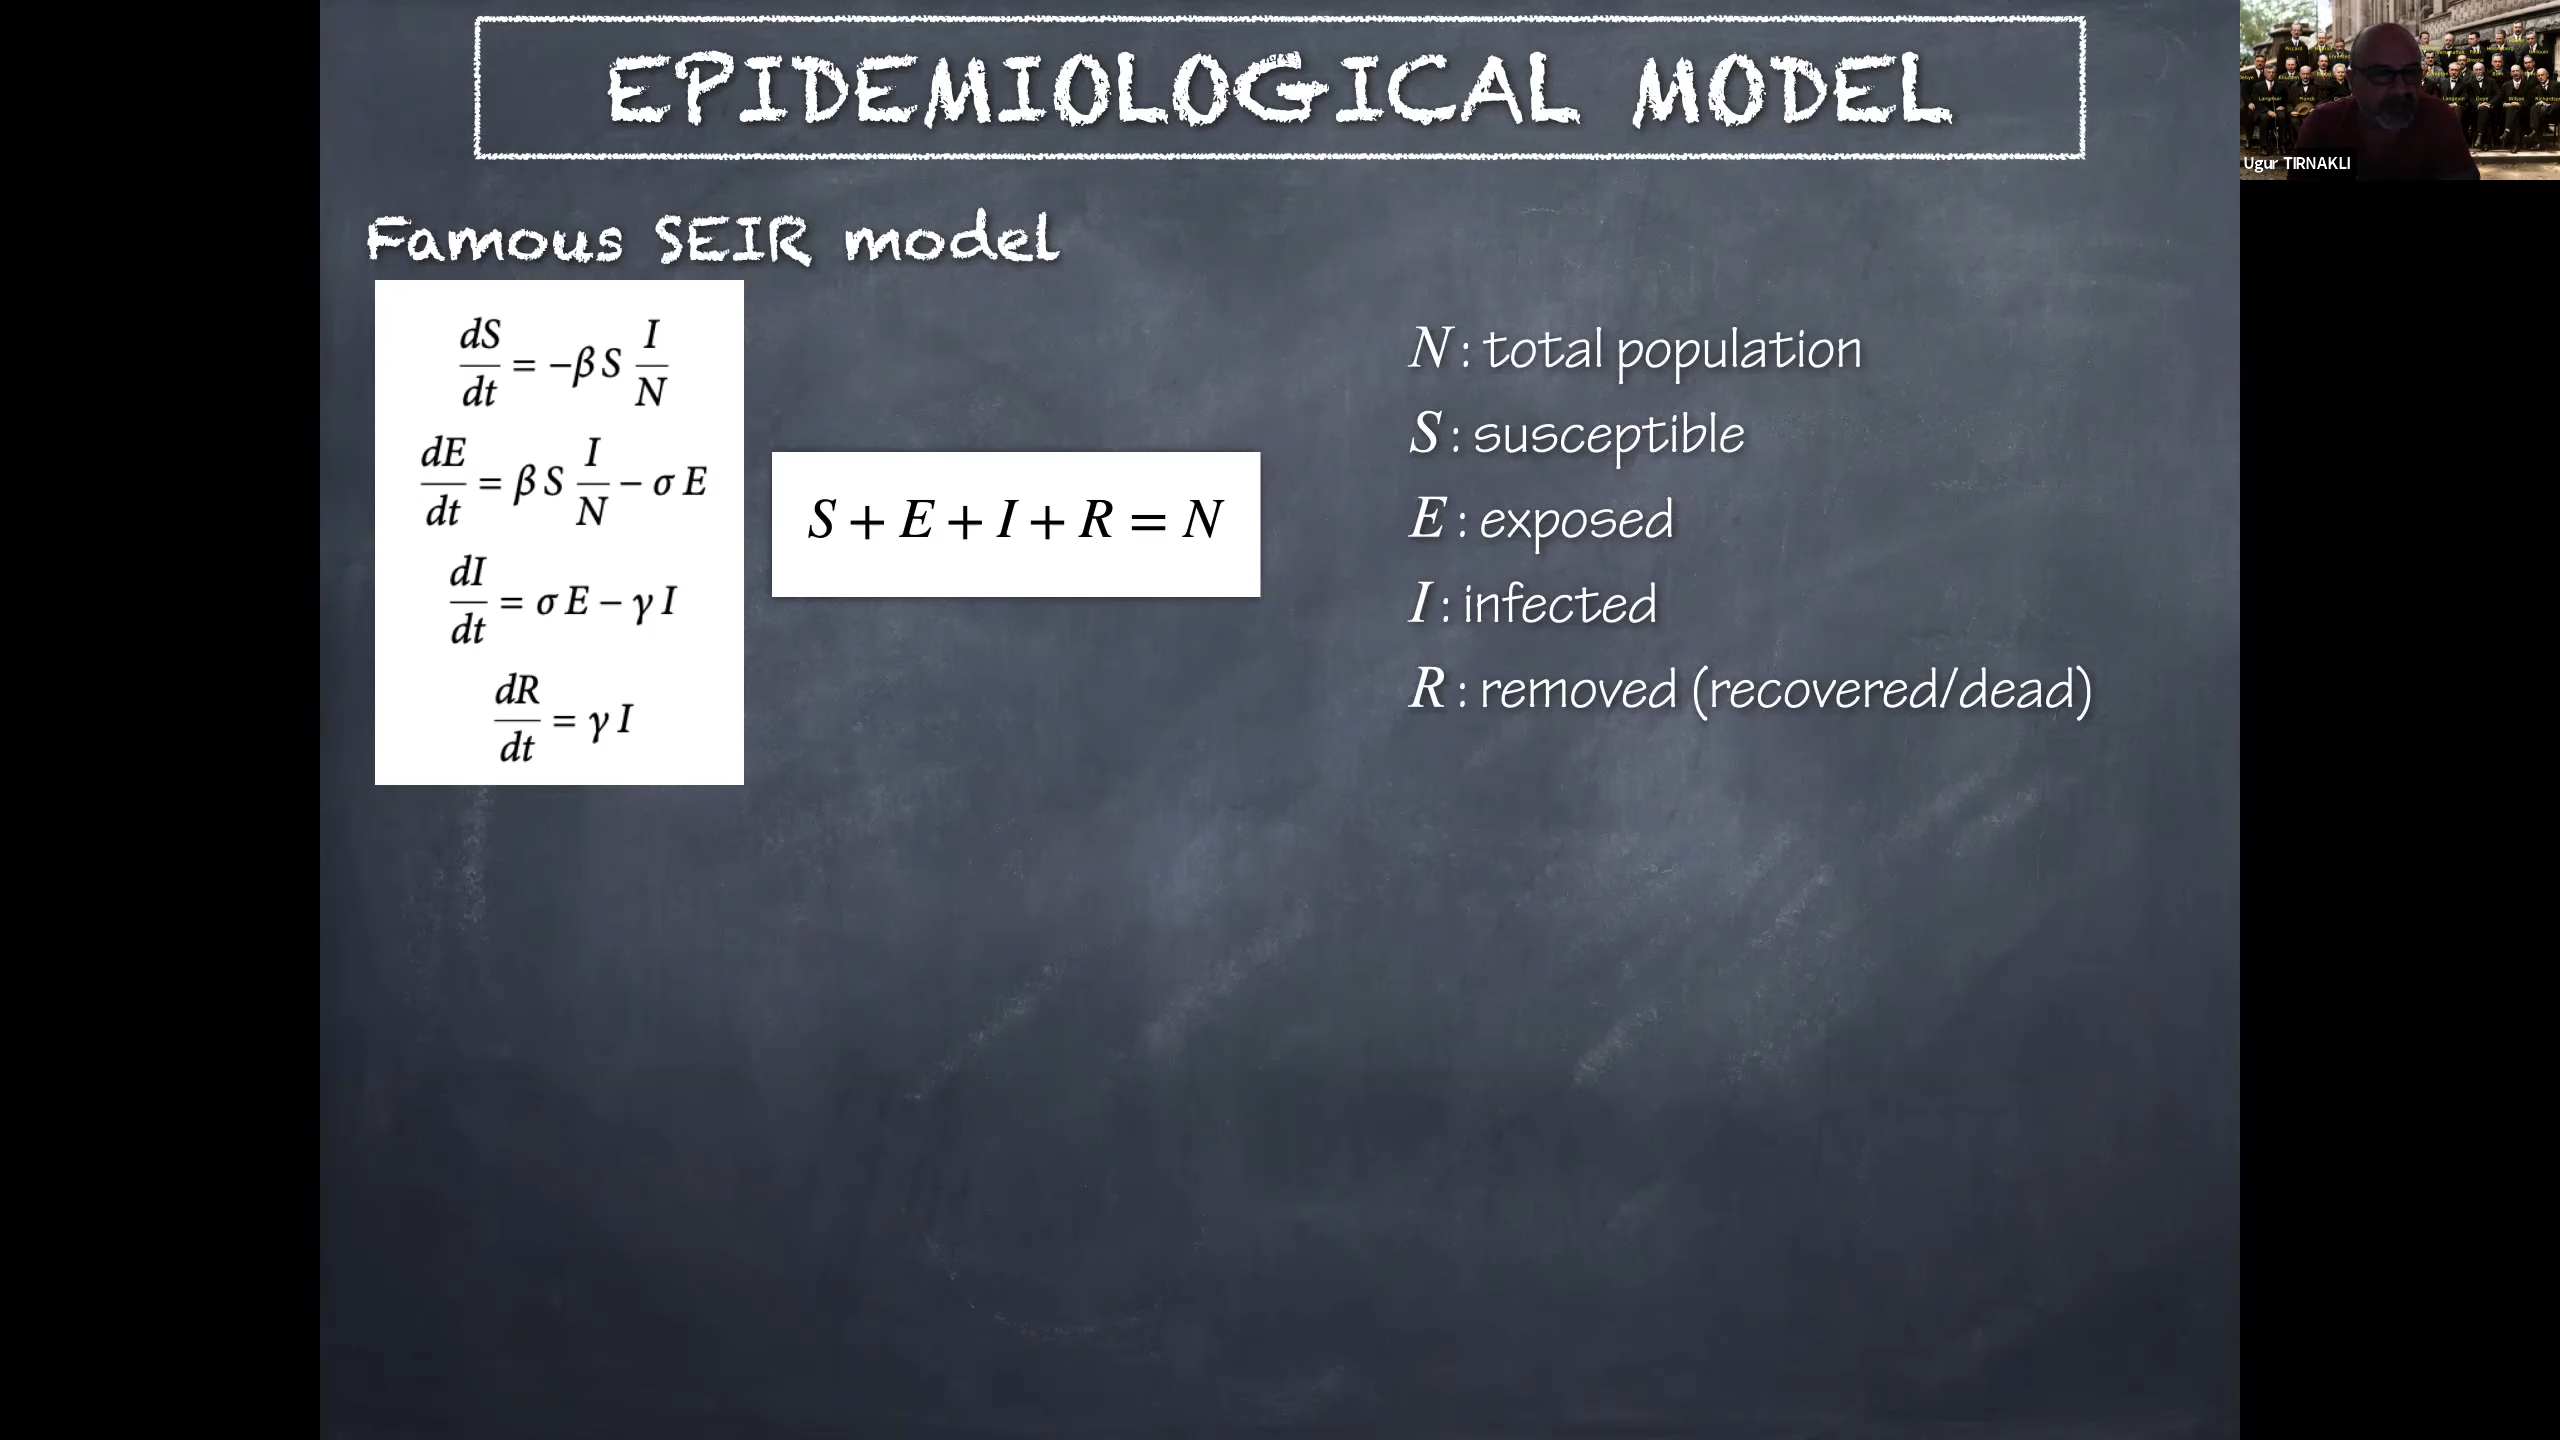 EPIDEMIOLOGICAL MODEL
Famous SEIR model
dS/dt = −β S I/N
dE/dt = β S I/N − σ E
dI/dt = σ E − γ I
dR/dt = γ I
S + E + I + R = N
N : total population
S : susceptible
E : exposed
I : infected
R : removed (recovered/dead)
Ugur TIRNAKLI